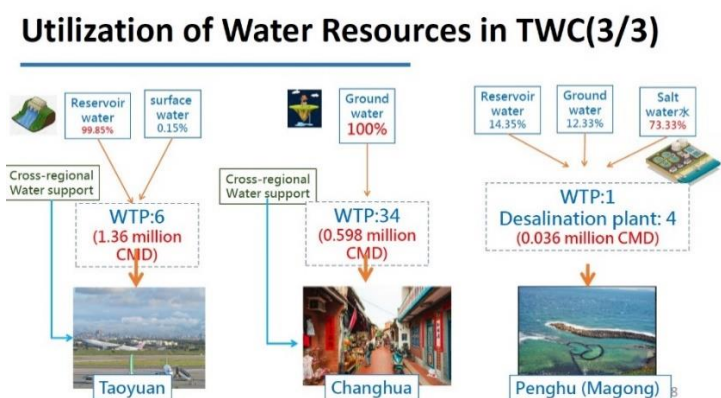 Utilization of Water Resources in TWC(3/3)
Reservoir
water
99.85%
surface
water
0.15%
Cross-regional
Water support
WTP:6
(1.36 million
CMD)
Taoyuan
Ground
water
100%
Cross-regional
Water support
WTP:34
(0.598 million
CMD)
Changhua
Reservoir
water
14.35%
Ground
water
12.33%
Salt
water水
73.33%
WTP:1
Desalination plant: 4
(0.036 million CMD)
Penghu (Magong)
8